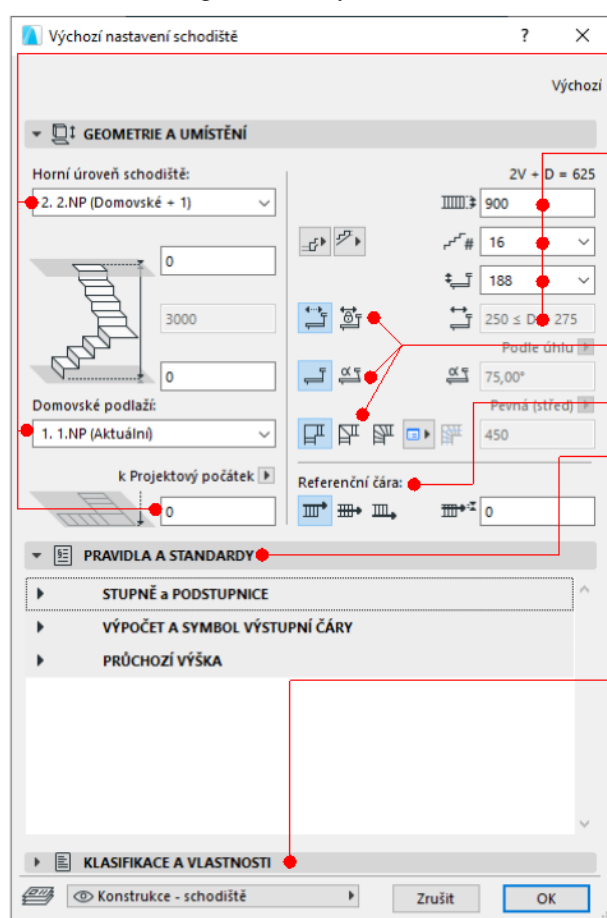 Výchozí nastavení schodiště ?
Výchozí
GEOMETRIE A UMÍSTĚNÍ
Horní úroveň schodiště:
2V + D = 625
2. 2.NP (Domovské + 1)
900
# 16
0
188
3000
250 ≤ D 275
Podle úhlu
0
α α 75,00°
Domovské podlaží:
Pevná (střed)
1. 1.NP (Aktuální)
450
k Projektový počátek
Referenční čára:
0
0
PRAVIDLA A STANDARDY
STUPNĚ a PODSTUPNICE
VÝPOČET A SYMBOL VÝSTUPNÍ ČÁRY
PRŮCHOZÍ VÝŠKA
KLASIFIKACE A VLASTNOSTI
Konstrukce - schodiště
Zrušit
OK